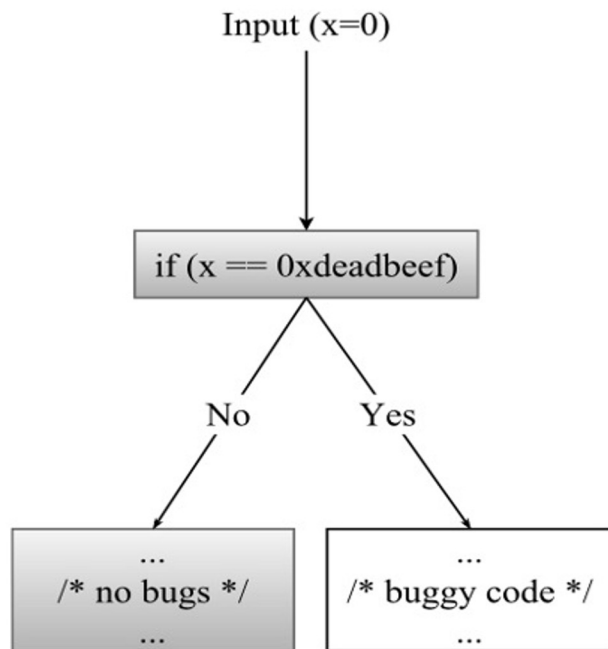 Input (x=0)
if (x == 0xdeadbeef)
No
Yes
...
/* no bugs */
...
...
/* buggy code */
...